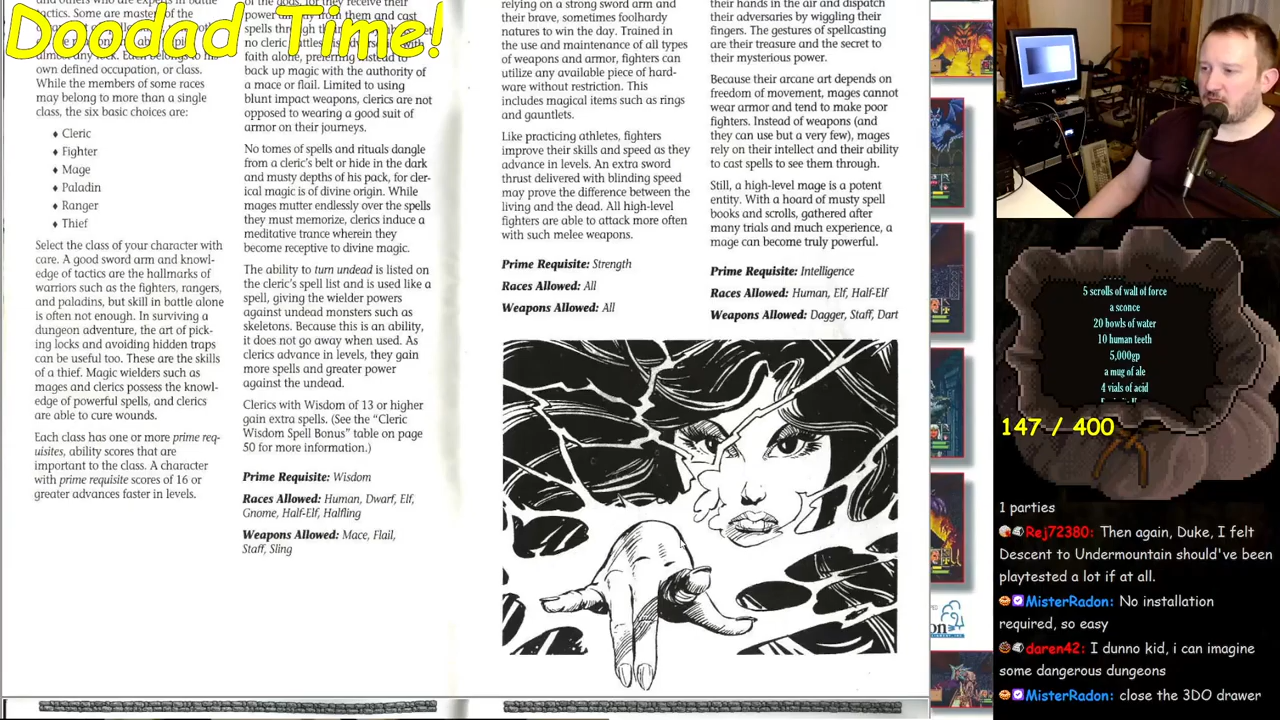 Doodad Time!
own defined occupation, or class.
While the members of some races
may belong to more than a single
class, the six basic choices are:
♦ Cleric
♦ Fighter
♦ Mage
♦ Paladin
♦ Ranger
♦ Thief
Select the class of your character with
care. A good sword arm and knowl-
edge of tactics are the hallmarks of
warriors such as the fighters, rangers,
and paladins, but skill in battle alone
is often not enough. In surviving a
dungeon adventure, the art of pick-
ing locks and avoiding hidden traps
can be useful too. These are the skills
of a thief. Magic wielders such as
mages and clerics possess the knowl-
edge of powerful spells, and clerics
are able to cure wounds.
Each class has one or more prime req-
uisites, ability scores that are
important to the class. A character
with prime requisite scores of 16 or
greater advances faster in levels.
back up magic with the authority of
a mace or flail. Limited to using
blunt impact weapons, clerics are not
opposed to wearing a good suit of
armor on their journeys.
No tomes of spells and rituals dangle
from a cleric's belt or hide in the dark
and musty depths of his pack, for cler-
ical magic is of divine origin. While
mages mutter endlessly over the spells
they must memorize, clerics induce a
meditative trance wherein they
become receptive to divine magic.
The ability to turn undead is listed on
the cleric's spell list and is used like a
spell, giving the wielder powers
against undead monsters such as
skeletons. Because this is an ability,
it does not go away when used. As
clerics advance in levels, they gain
more spells and greater power
against the undead.
Clerics with Wisdom of 13 or higher
gain extra spells. (See the "Cleric
Wisdom Spell Bonus" table on page
50 for more information.)
Prime Requisite: Wisdom
Races Allowed: Human, Dwarf, Elf,
Gnome, Half-Elf, Halfling
Weapons Allowed: Mace, Flail,
Staff, Sling
relying on a strong sword arm and
their brave, sometimes foolhardy
natures to win the day. Trained in
the use and maintenance of all types
of weapons and armor, fighters can
utilize any available piece of hard-
ware without restriction. This
includes magical items such as rings
and gauntlets.
Like practicing athletes, fighters
improve their skills and speed as they
advance in levels. An extra sword
thrust delivered with blinding speed
may prove the difference between the
living and the dead. All high-level
fighters are able to attack more often
with such melee weapons.
Prime Requisite: Strength
Races Allowed: All
Weapons Allowed: All
their hands in the air and dispatch
their adversaries by wiggling their
fingers. The gestures of spellcasting
are their treasure and the secret to
their mysterious power.
Because their arcane art depends on
freedom of movement, mages cannot
wear armor and tend to make poor
fighters. Instead of weapons (and
they can use but a very few), mages
rely on their intellect and their ability
to cast spells to see them through.
Still, a high-level mage is a potent
entity. With a hoard of musty spell
books and scrolls, gathered after
many trials and much experience, a
mage can become truly powerful.
Prime Requisite: Intelligence
Races Allowed: Human, Elf, Half-Elf
Weapons Allowed: Dagger, Staff, Dart
5 scrolls of wall of force
a sconce
20 bowls of water
10 human teeth
5,000gp
a mug of ale
4 vials of acid
147 / 400
1 parties
Rej72380: Then again, Duke, I felt
Descent to Undermountain should've been
playtested a lot if at all.
MisterRadon: No installation
required, so easy
daren42: I dunno kid, i can imagine
some dangerous dungeons
MisterRadon: close the 3DO drawer